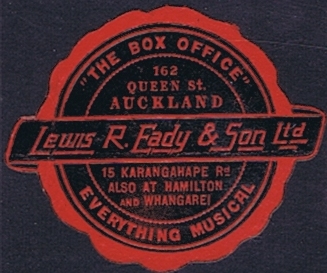 "THE BOX OFFICE"
162
QUEEN St.
AUCKLAND
Lewis R. Eady & Son Ltd
15 KARANGAHAPE Rd
ALSO AT HAMILTON
AND WHANGAREI
EVERYTHING MUSICAL